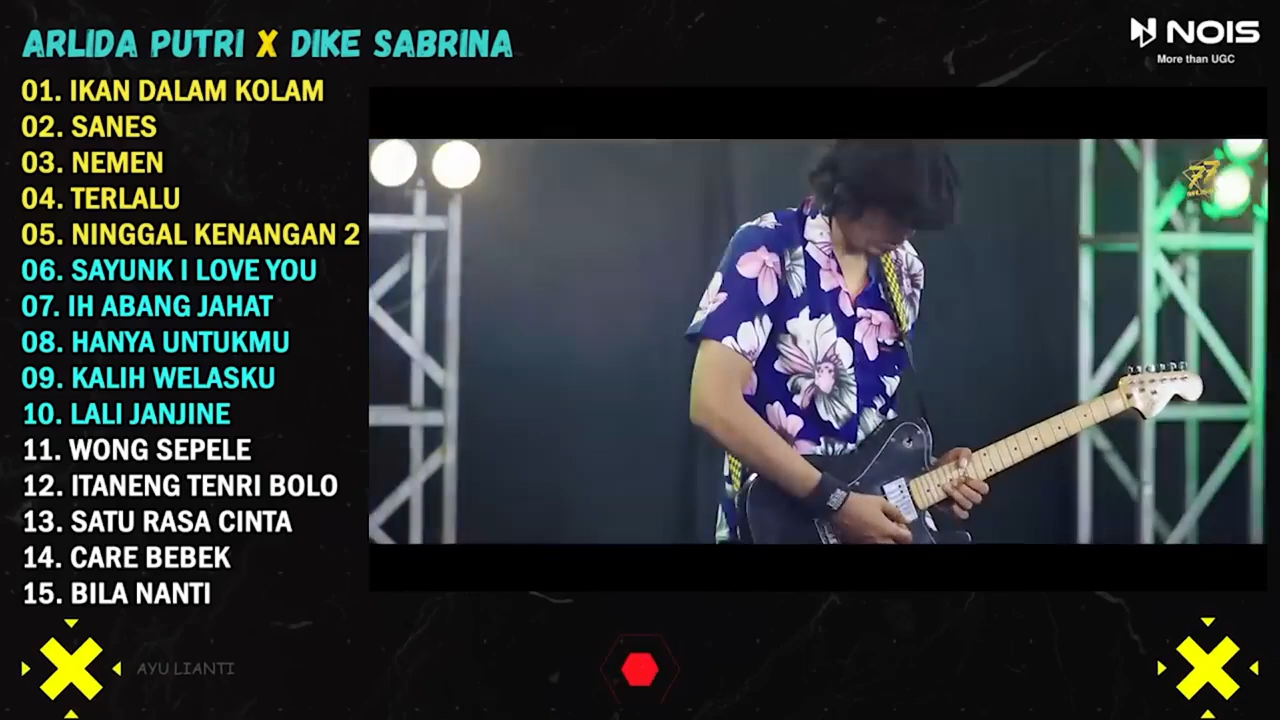 ARLIDA PUTRI X DIKE SABRINA
NOIS
More than UGC
01. IKAN DALAM KOLAM
02. SANES
03. NEMEN
04. TERLALU
05. NINGGAL KENANGAN 2
06. SAYUNK I LOVE YOU
07. IH ABANG JAHAT
08. HANYA UNTUKMU
09. KALIH WELASKU
10. LALI JANJINE
11. WONG SEPELE
12. ITANENG TENRI BOLO
13. SATU RASA CINTA
14. CARE BEBEK
15. BILA NANTI
77
AYU LIANTI